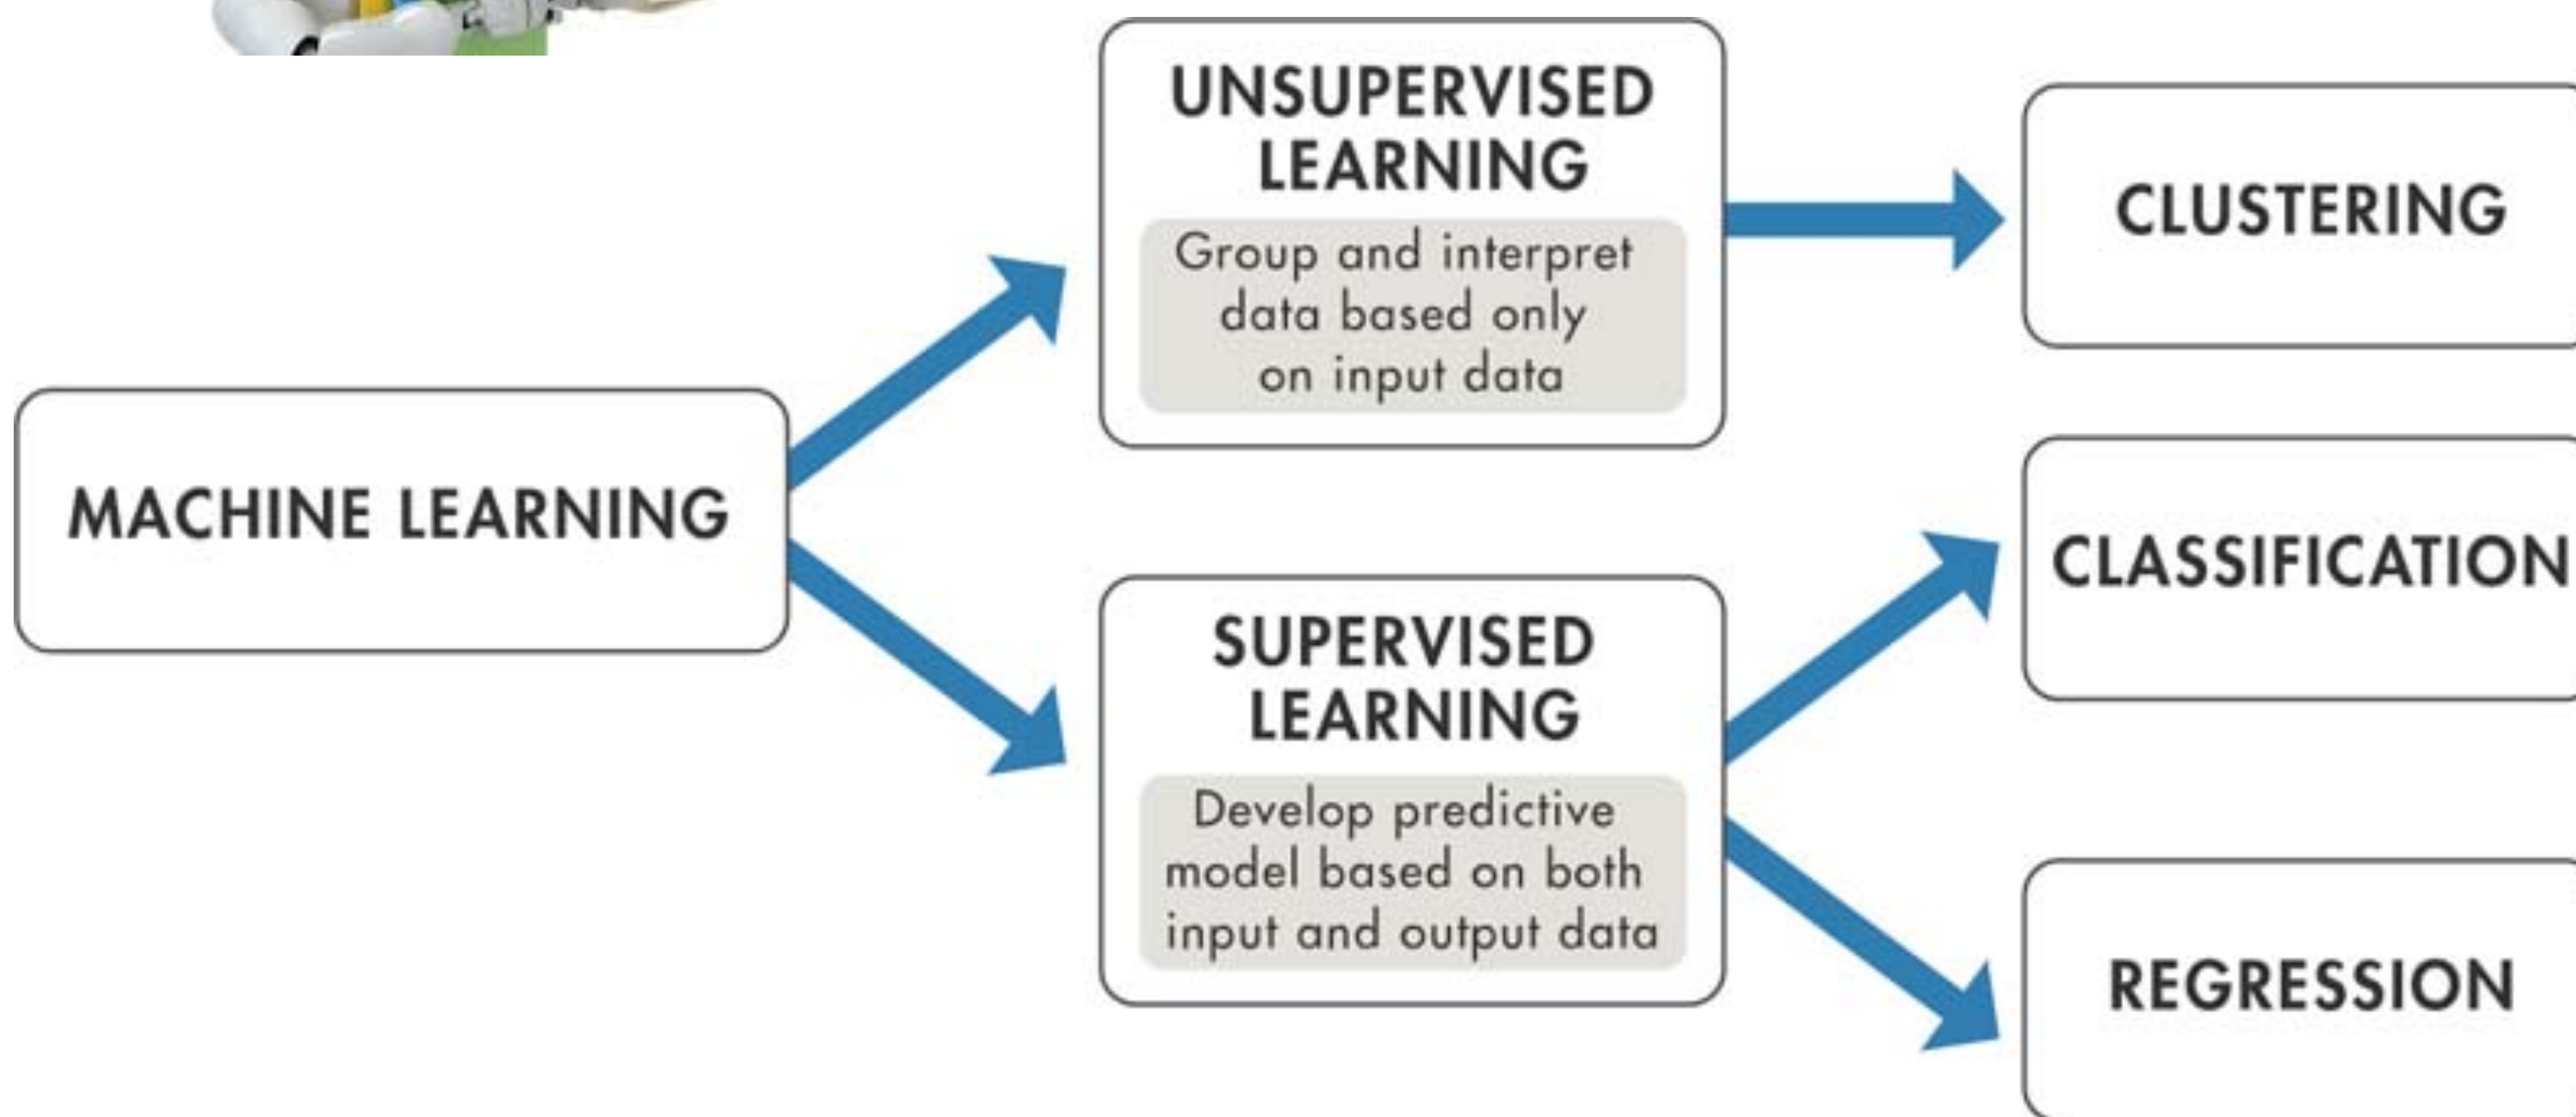 UNSUPERVISED
LEARNING
Group and interpret
data based only
on input data
CLUSTERING
MACHINE LEARNING
CLASSIFICATION
SUPERVISED
LEARNING
Develop predictive
model based on both
input and output data
REGRESSION